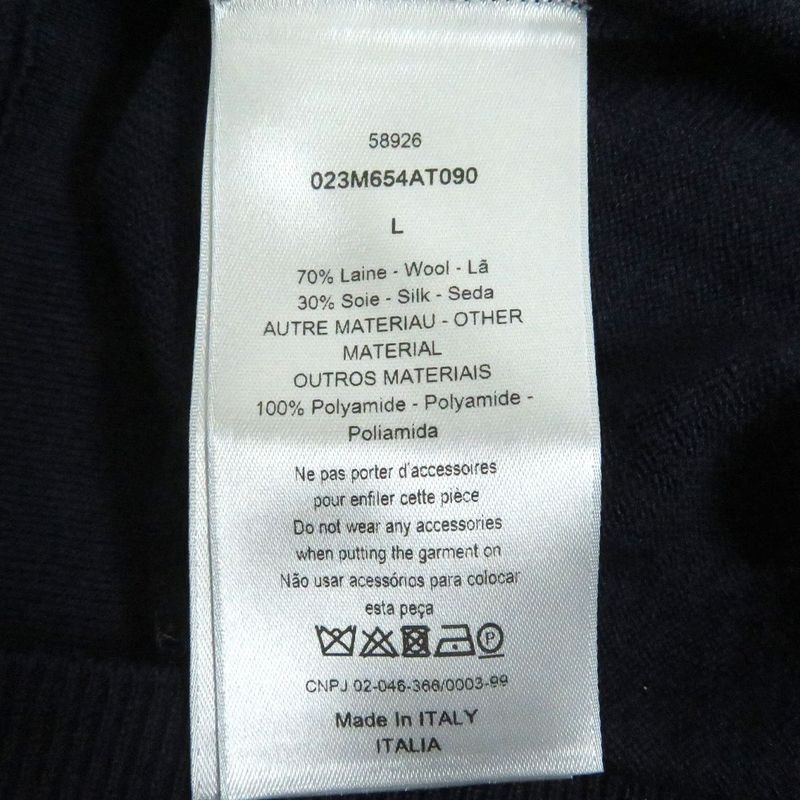 58926
023M654AT090
L
70% Laine - Wool - Lã
30% Soie - Silk - Seda
AUTRE MATERIAU - OTHER
MATERIAL
OUTROS MATERIAIS
100% Polyamide - Polyamide -
Poliamida
Ne pas porter d'accessoires
pour enfiler cette pièce
Do not wear any accessories
when putting the garment on
Não usar acessórios para colocar
esta peça
P
CNPJ 02-046-366/0003-99
Made In ITALY
ITALIA